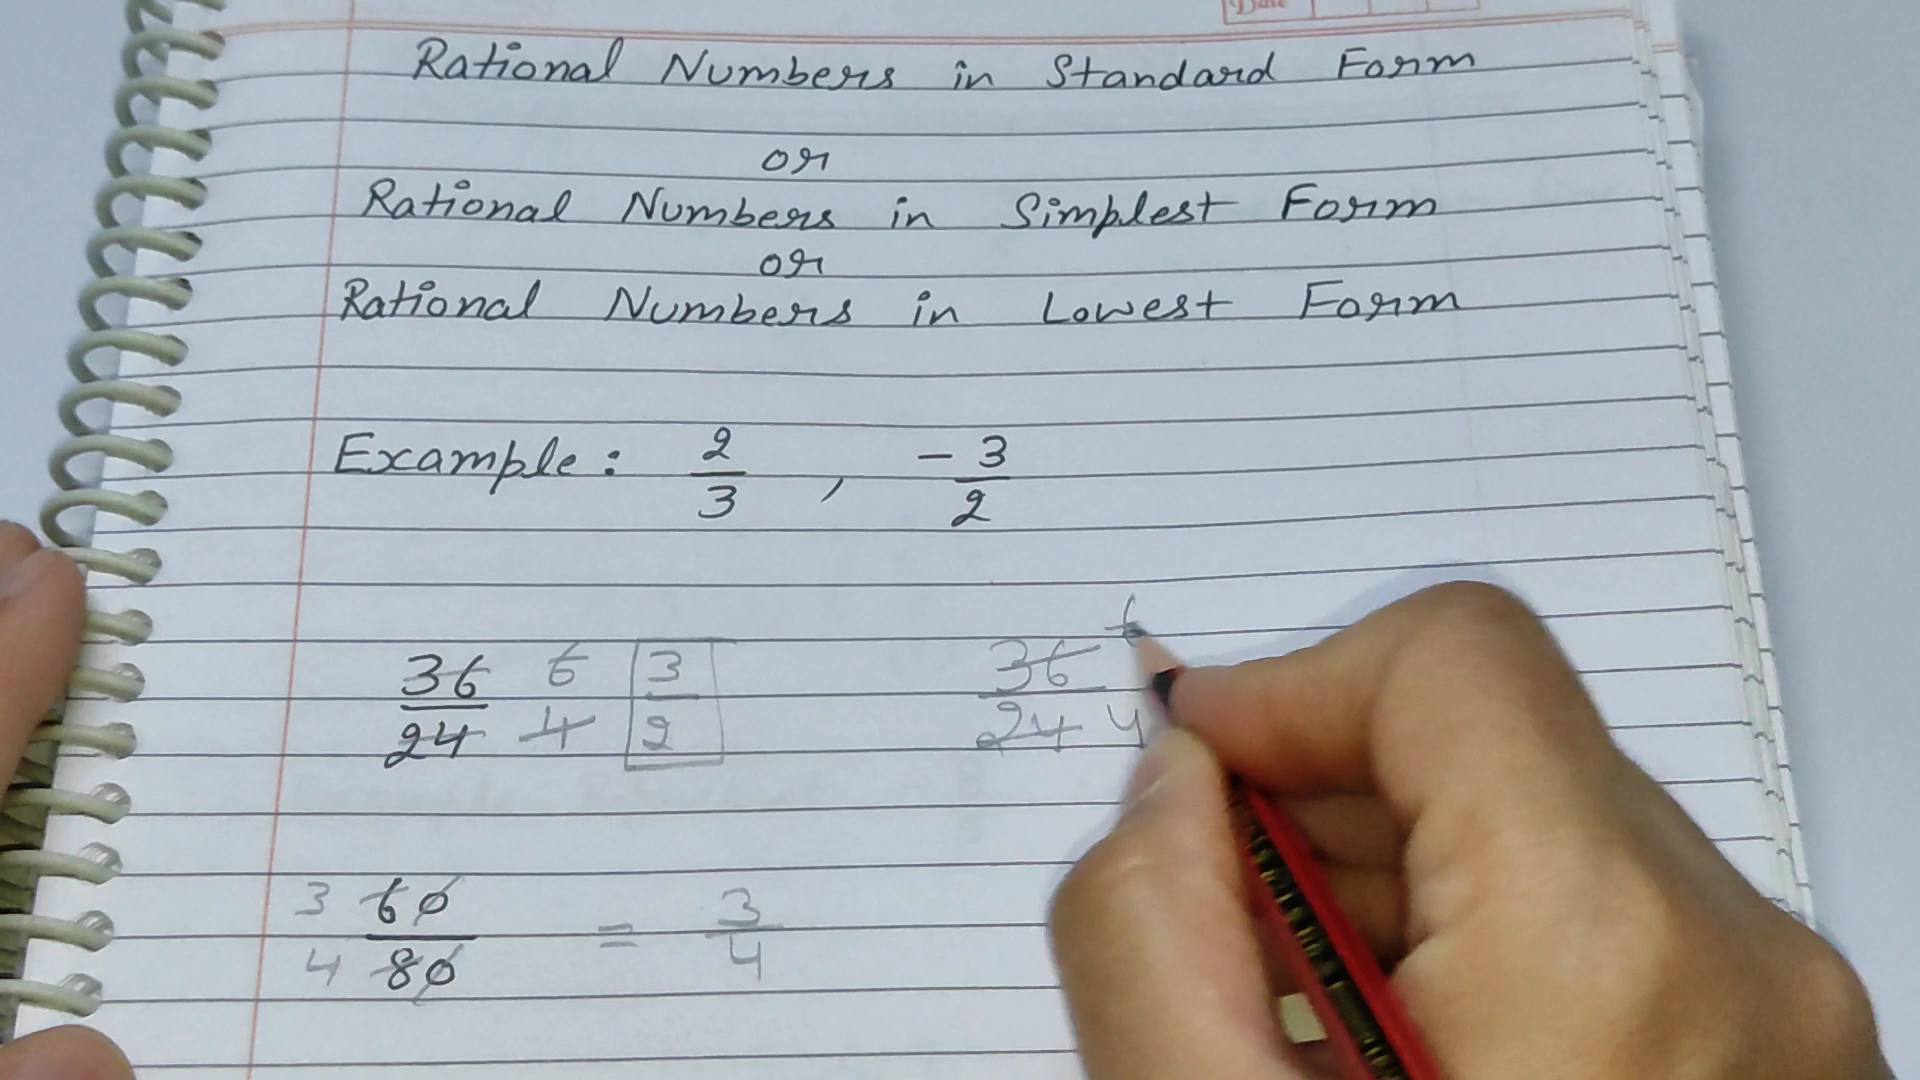 Date
Rational Numbers in Standard Form
or
Rational Numbers in Simplest Form
or
Rational Numbers in Lowest Form
Example: 2/3 , -3/2
36/24 6/4 3/2 36/24 6/4
3 60
4 80 = 3/4